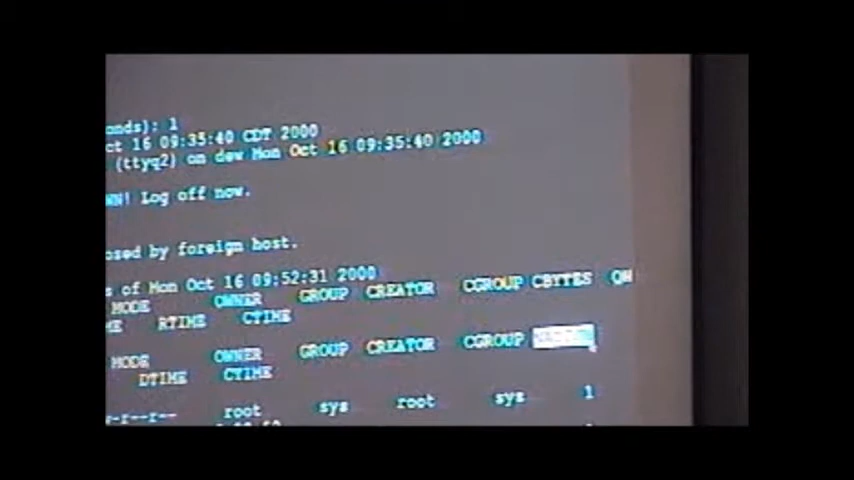 onds): 1
ct 16 09:35:40 CDT 2000
(ttyq2) on dew Mon Oct 16 09:35:40 2000
WN! Log off now.
osed by foreign host.
s of Mon Oct 16 09:52:31 2000
MODE OWNER GROUP CREATOR CGROUP CBYTES QN
ME RTIME CTIME
MODE OWNER GROUP CREATOR CGROUP
DTIME CTIME
w-r--r-- root sys root sys 1